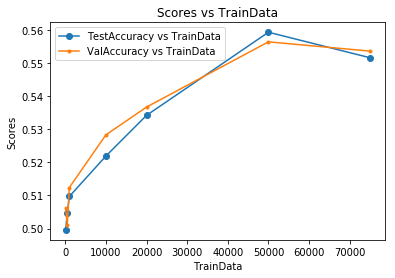 Scores vs TrainData
TestAccuracy vs TrainData
ValAccuracy vs TrainData
Scores
0.56
0.55
0.54
0.53
0.52
0.51
0.50
0 10000 20000 30000 40000 50000 60000 70000
TrainData